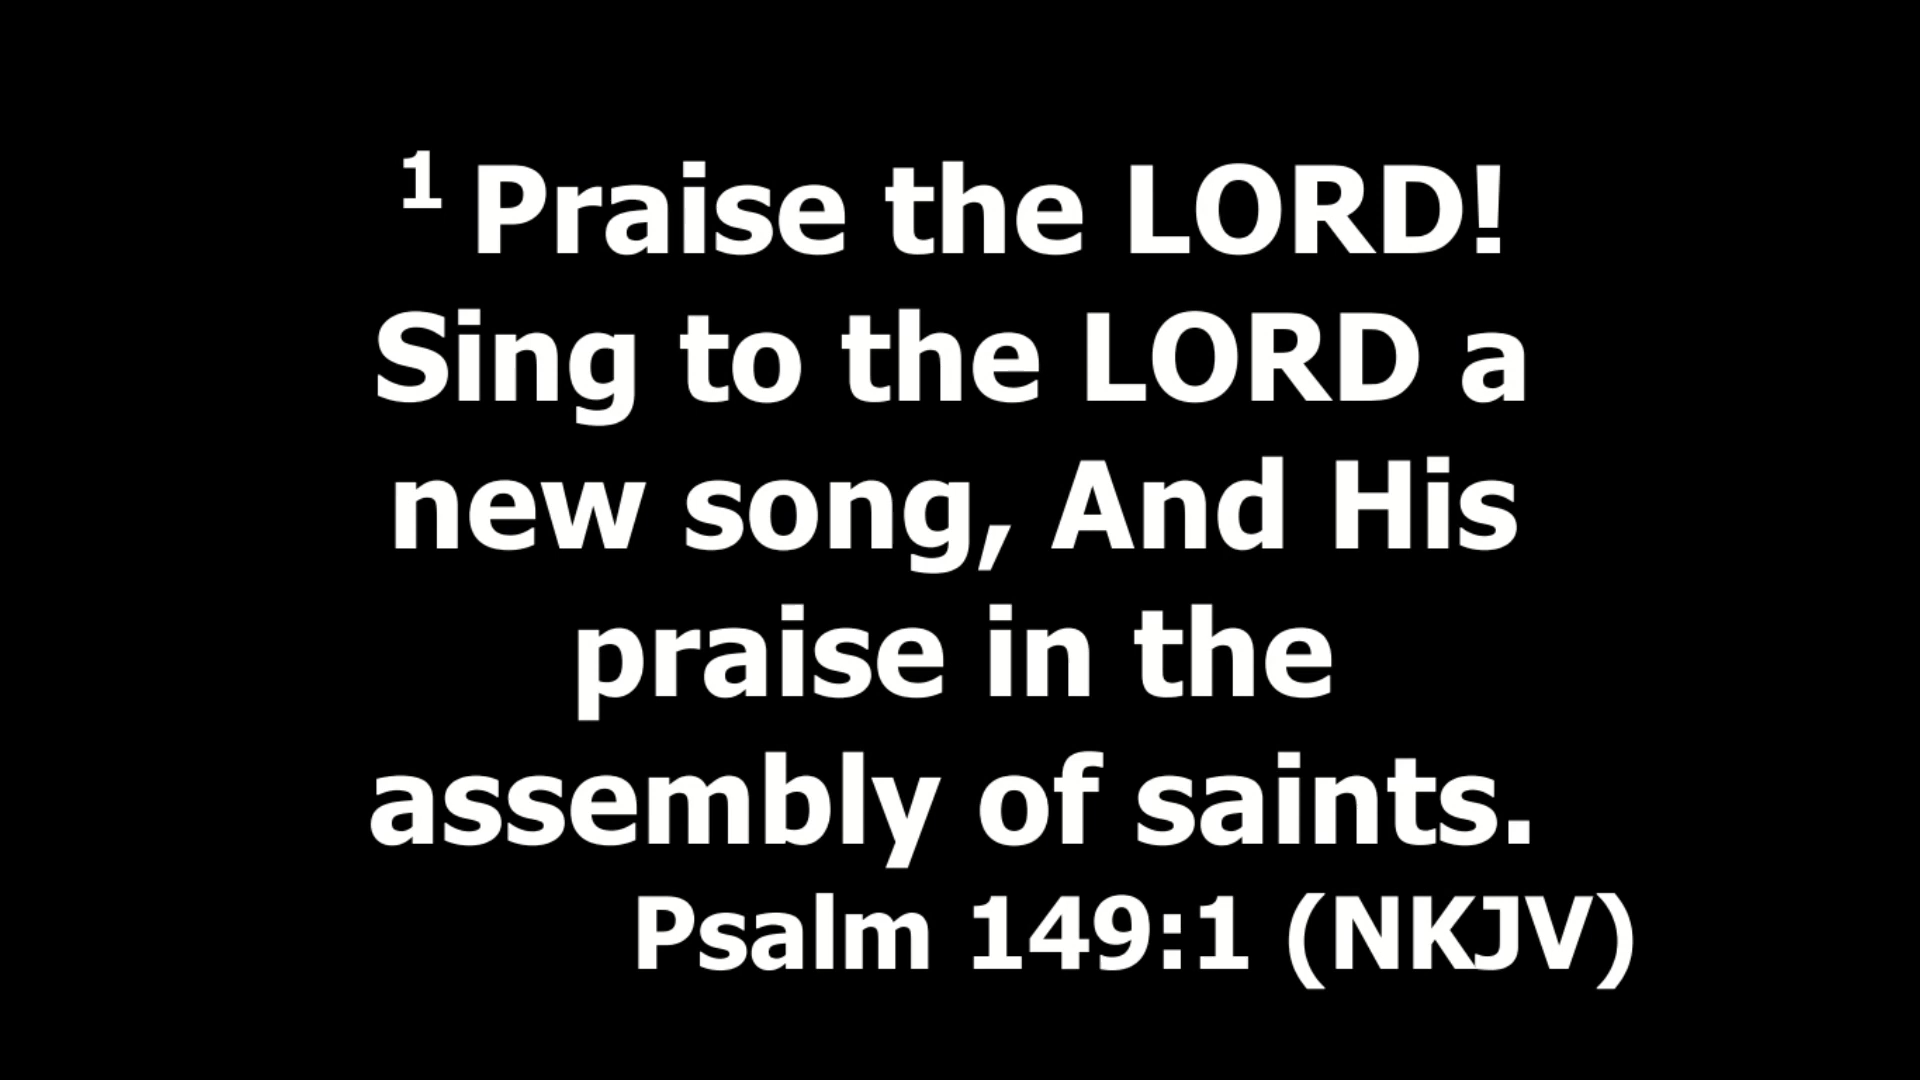 1 Praise the LORD!
Sing to the LORD a
new song, And His
praise in the
assembly of saints.
Psalm 149:1 (NKJV)